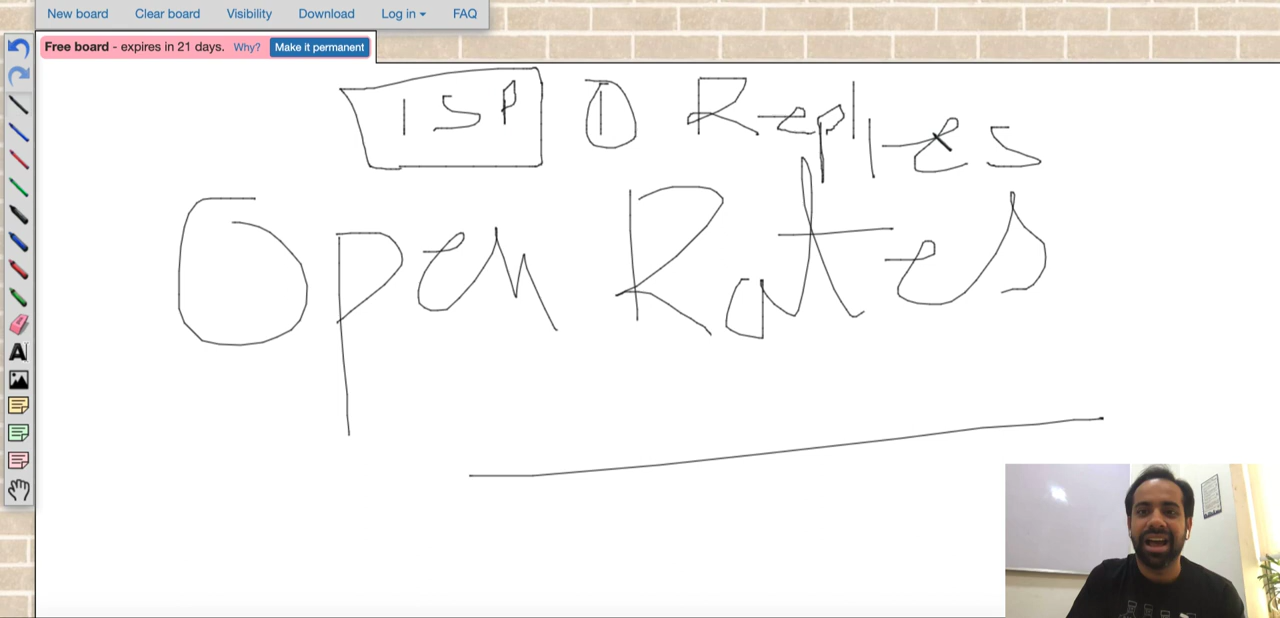 New board Clear board Visibility Download Log in FAQ
Free board - expires in 21 days. Why? Make it permanent
ISP 1 Replies
Open Rates
A